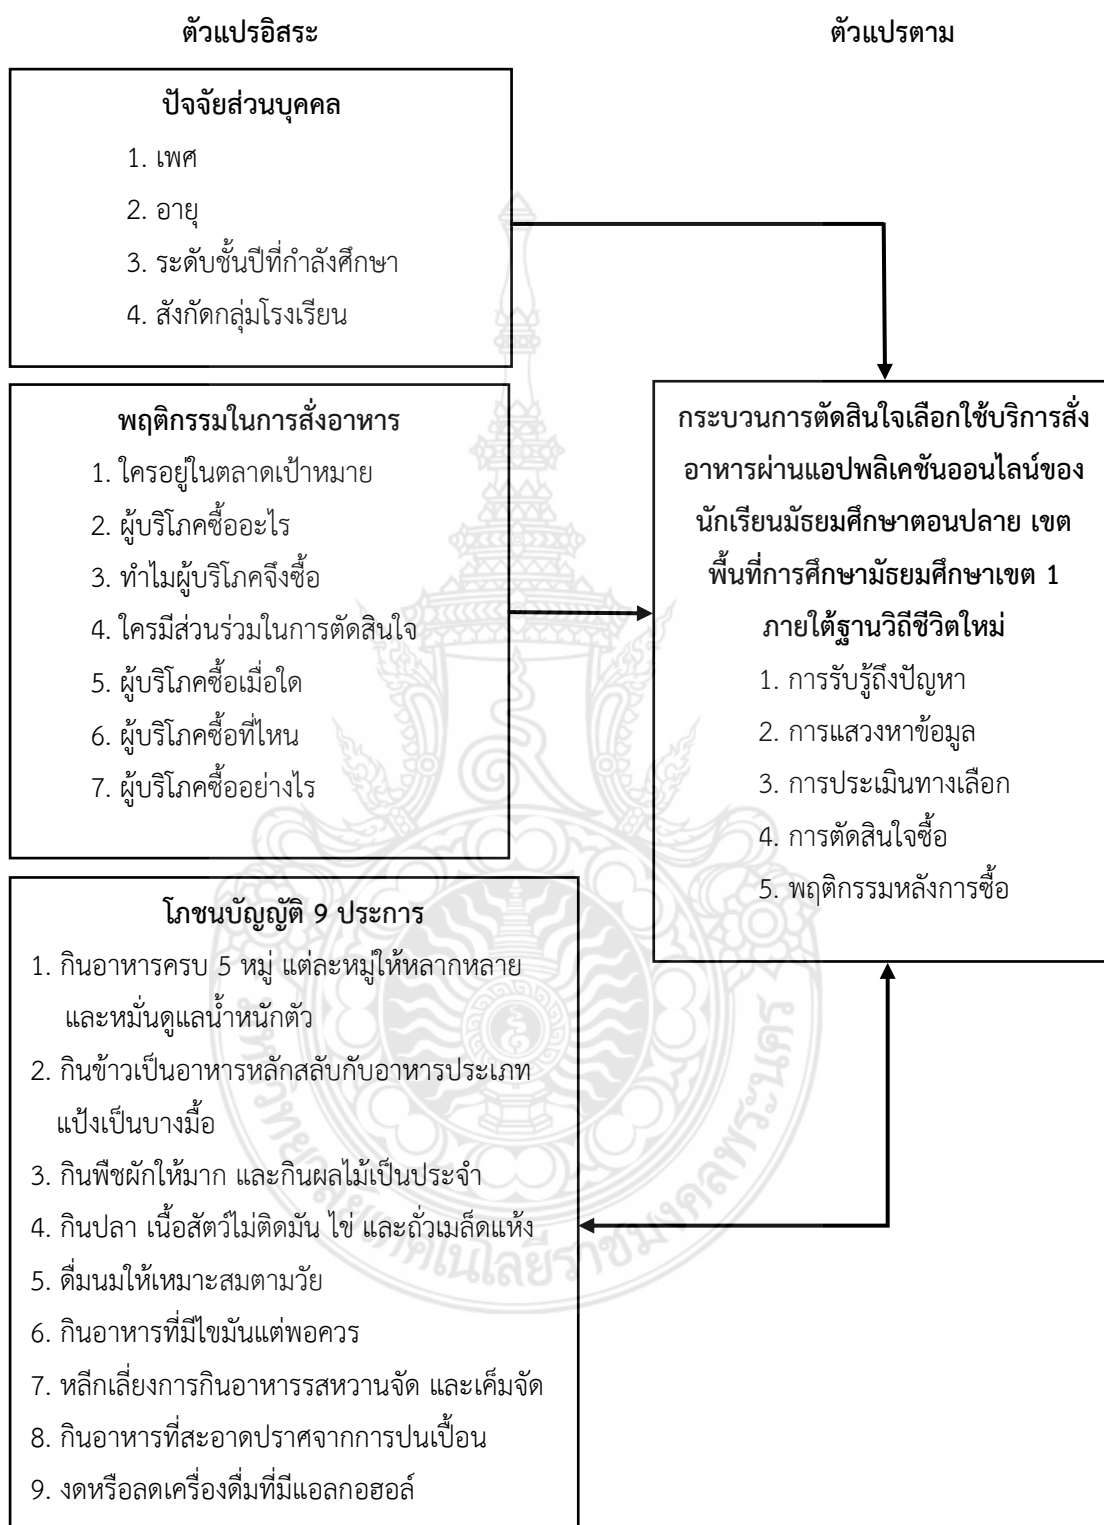 ตัวแปรอิสระ
ตัวแปรตาม
ปัจจัยส่วนบุคคล
1. เพศ
2. อายุ
3. ระดับชั้นปีที่กำลังศึกษา
4. สังกัดกลุ่มโรงเรียน
พฤติกรรมในการสั่งอาหาร
1. ใครอยู่ในตลาดเป้าหมาย
2. ผู้บริโภคซื้ออะไร
3. ทำไมผู้บริโภคจึงซื้อ
4. ใครมีส่วนร่วมในการตัดสินใจ
5. ผู้บริโภคซื้อเมื่อใด
6. ผู้บริโภคซื้อที่ไหน
7. ผู้บริโภคซื้ออย่างไร
กระบวนการตัดสินใจเลือกใช้บริการสั่ง
อาหารผ่านแอปพลิเคชันออนไลน์ของ
นักเรียนมัธยมศึกษาตอนปลาย เขต
พื้นที่การศึกษามัธยมศึกษาเขต 1
ภายใต้ฐานวิถีชีวิตใหม่
1. การรับรู้ถึงปัญหา
2. การแสวงหาข้อมูล
3. การประเมินทางเลือก
4. การตัดสินใจซื้อ
5. พฤติกรรมหลังการซื้อ
โภชนบัญญัติ 9 ประการ
1. กินอาหารครบ 5 หมู่ แต่ละหมู่ให้หลากหลาย
และหมั่นดูแลน้ำหนักตัว
2. กินข้าวเป็นอาหารหลักสลับกับอาหารประเภท
แป้งเป็นบางมื้อ
3. กินพืชผักให้มาก และกินผลไม้เป็นประจำ
4. กินปลา เนื้อสัตว์ไม่ติดมัน ไข่ และถั่วเมล็ดแห้ง
5. ดื่มนมให้เหมาะสมตามวัย
6. กินอาหารที่มีไขมันแต่พอควร
7. หลีกเลี่ยงการกินอาหารรสหวานจัด และเค็มจัด
8. กินอาหารที่สะอาดปราศจากการปนเปื้อน
9. งดหรือลดเครื่องดื่มที่มีแอลกอฮอล์
มหาวิทยาลัยเทคโนโลยีราชมงคลพระนคร